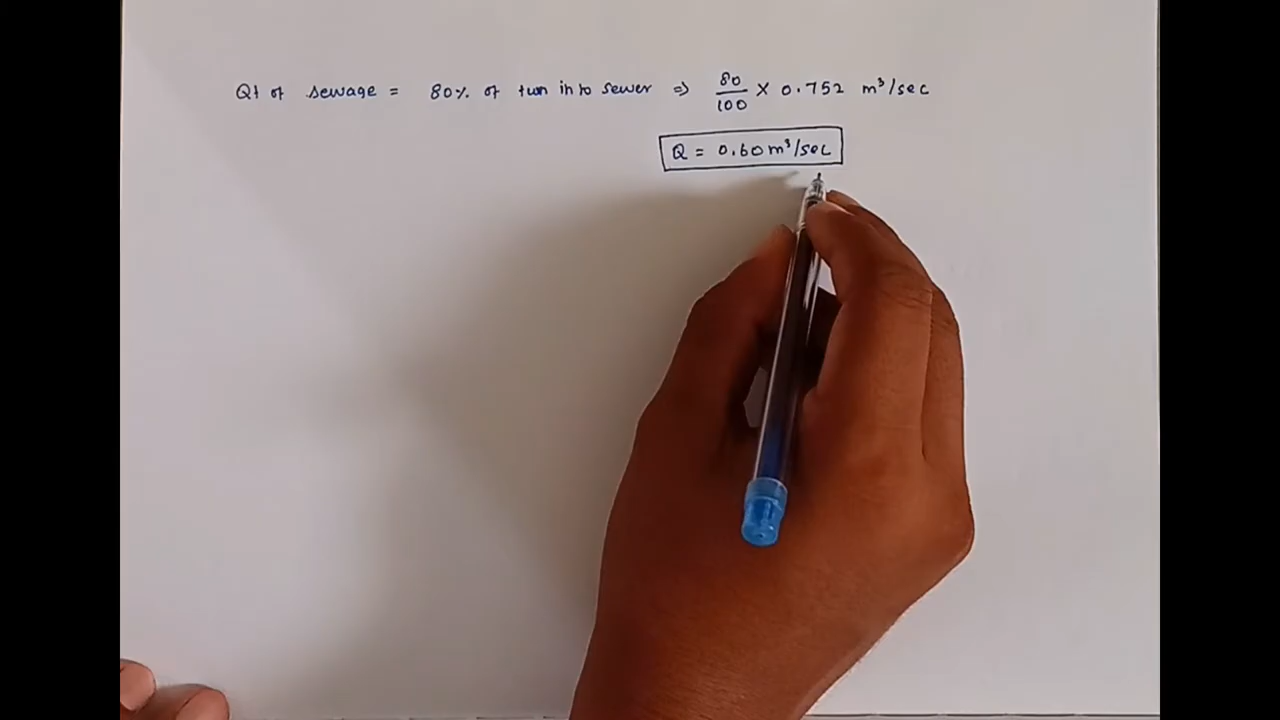 Qt of sewage = 80% of turn into sewer ⇒ 80/100 × 0.752 m³/sec
Q = 0.60 m³/sec